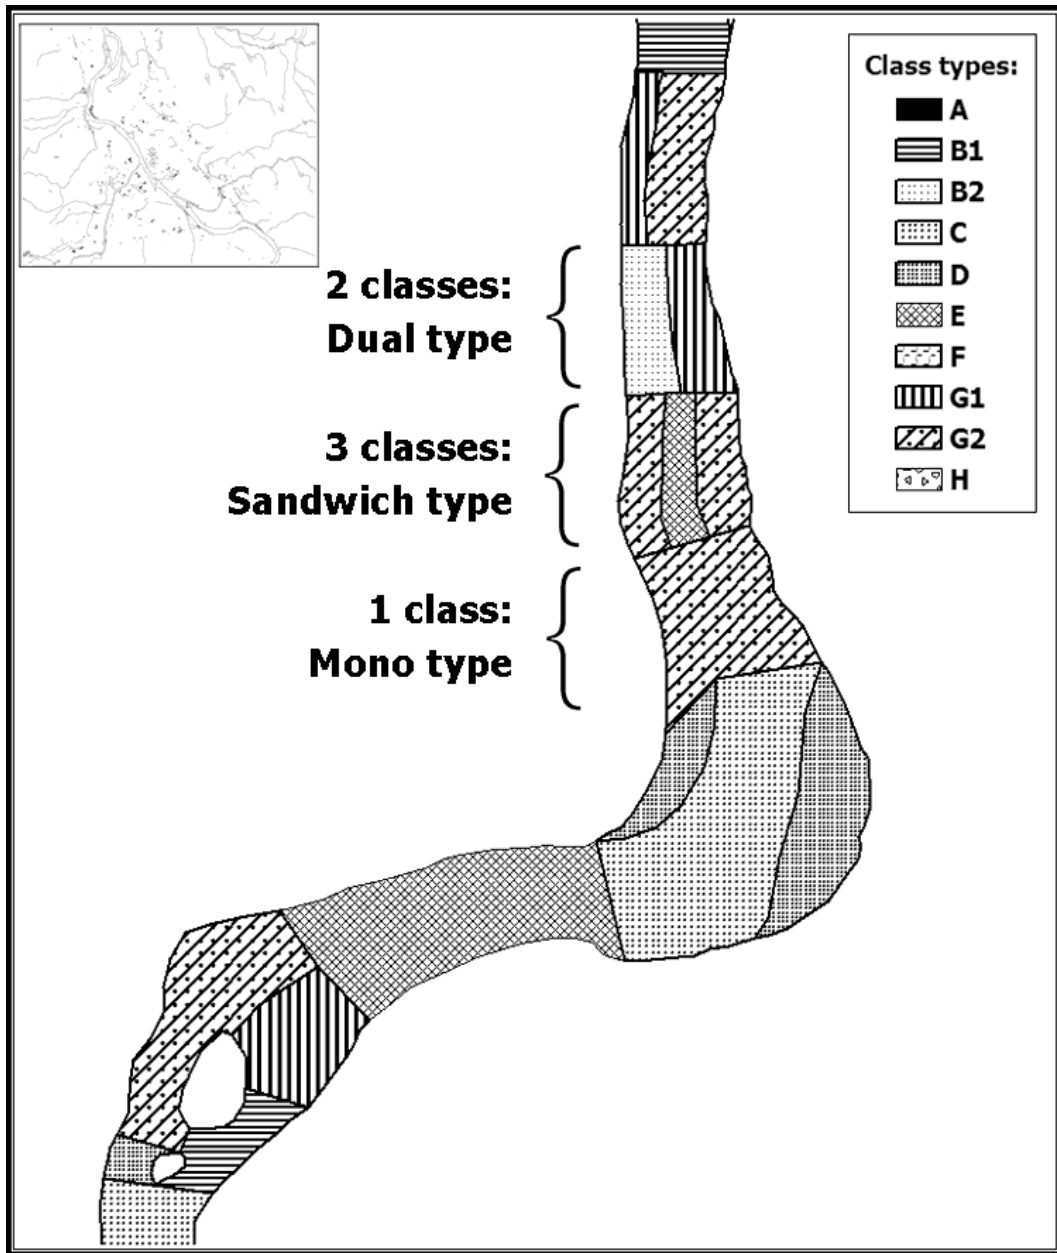 Class types:
A
B1
B2
C
D
E
F
G1
G2
H
2 classes:
Dual type
3 classes:
Sandwich type
1 class:
Mono type